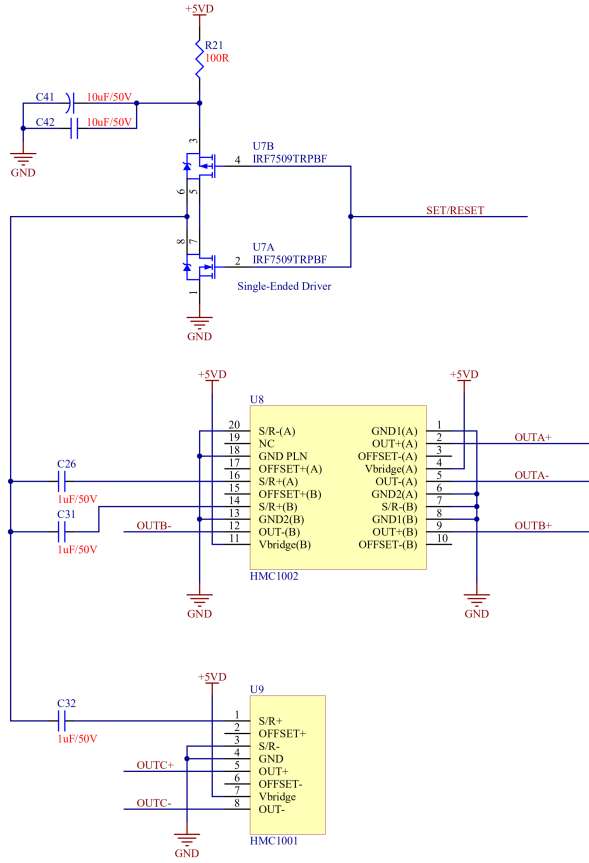 +5VD
R21
100R
C41 10uF/50V
C42 10uF/50V
GND
3
U7B
4 IRF7509TRPBF
6 5
SET/RESET
8 7
U7A
2 IRF7509TRPBF
1
Single-Ended Driver
GND
+5VD +5VD
U8
20 S/R-(A) GND1(A) 1
19 NC OUT+(A) 2 OUTA+
18 GND PLN OFFSET-(A) 3
17 OFFSET+(A) Vbridge(A) 4
C26 16 S/R+(A) OUT-(A) 5 OUTA-
15 OFFSET+(B) GND2(A) 6
1uF/50V 14 S/R+(B) S/R-(B) 7
C31 13 GND2(B) GND1(B) 8
OUTB- 12 OUT-(B) OUT+(B) 9 OUTB+
1uF/50V 11 Vbridge(B) OFFSET-(B) 10
HMC1002
GND GND
+5VD
U9
C32
1 S/R+
2 OFFSET+
1uF/50V 3 S/R-
4 GND
OUTC+ 5 OUT+
6 OFFSET-
7 Vbridge
OUTC- 8 OUT-
HMC1001
GND